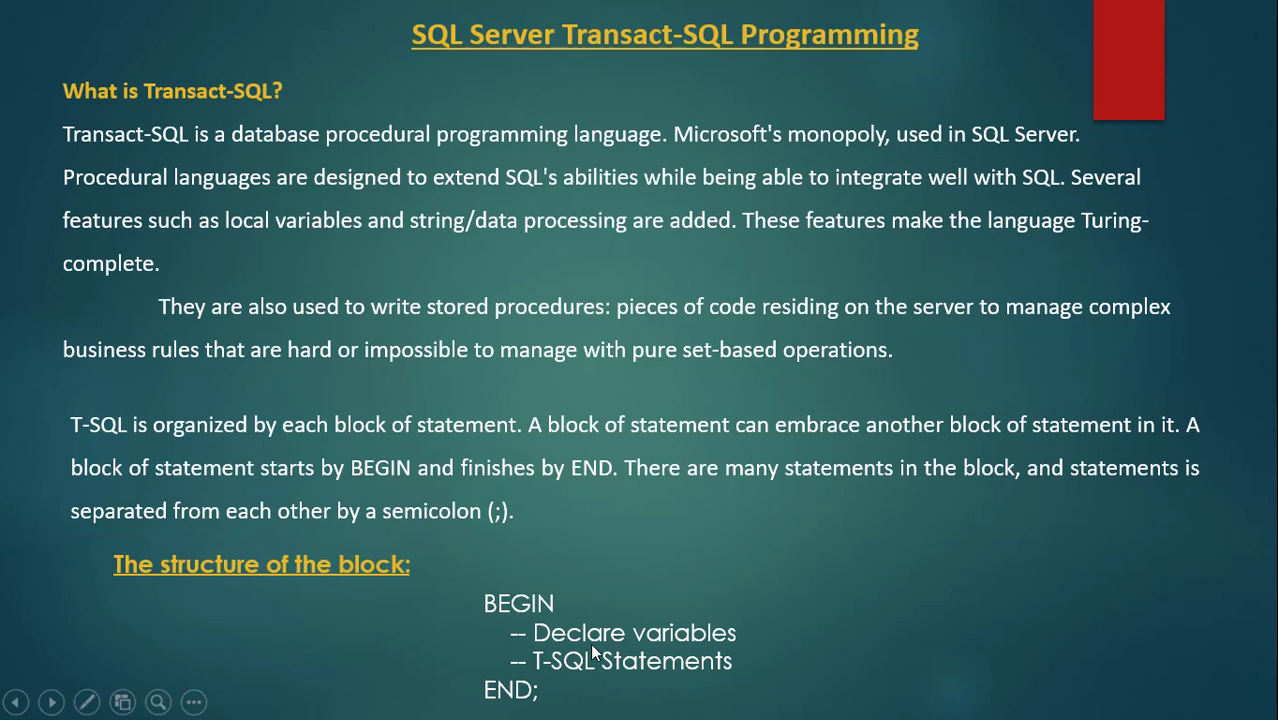 SQL Server Transact-SQL Programming
What is Transact-SQL?
Transact-SQL is a database procedural programming language. Microsoft's monopoly, used in SQL Server.
Procedural languages are designed to extend SQL's abilities while being able to integrate well with SQL. Several
features such as local variables and string/data processing are added. These features make the language Turing-
complete.
They are also used to write stored procedures: pieces of code residing on the server to manage complex
business rules that are hard or impossible to manage with pure set-based operations.
T-SQL is organized by each block of statement. A block of statement can embrace another block of statement in it. A
block of statement starts by BEGIN and finishes by END. There are many statements in the block, and statements is
separated from each other by a semicolon (;).
The structure of the block:
BEGIN
-- Declare variables
-- T-SQL Statements
END;